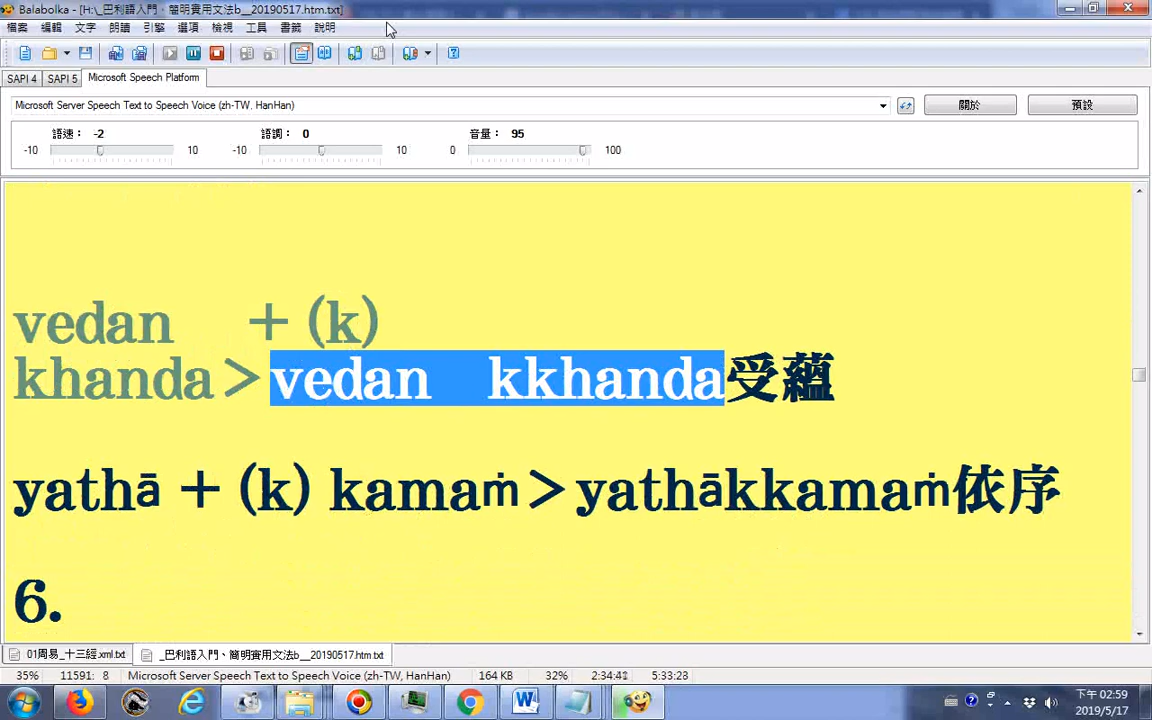 Balabolka - [H:\_巴利語入門、簡明實用文法b__20190517.htm.txt]
檔案 編輯 文字 朗讀 引擎 選項 檢視 工具 書籤 說明
SAPI 4 SAPI 5 Microsoft Speech Platform
Microsoft Server Speech Text to Speech Voice (zh-TW, HanHan) 關於 預設
語速： -2 語調： 0 音量： 95
-10 10 -10 10 0 100
vedan + (k)
khanda＞vedan kkhanda受蘊
yathā + (k) kamaṁ＞yathākkamaṁ依序
6.
01周易_十三經.xml.txt _巴利語入門、簡明實用文法b__20190517.htm.txt
35% 11591: 8 Microsoft Server Speech Text to Speech Voice (zh-TW, HanHan) 164 KB 32% 2:34:41 5:33:28
下午 02:59
2019/5/17